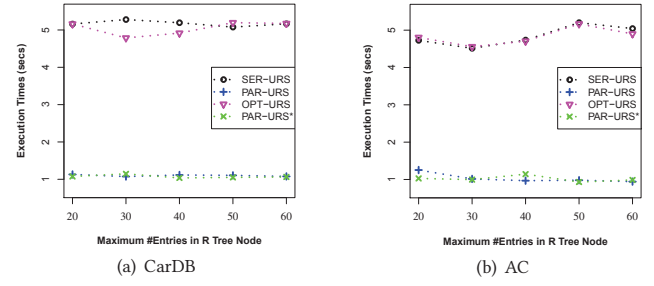 Execution Times (secs)
5
4
3
2
1
SER−URS
PAR−URS
OPT−URS
PAR−URS*
20 30 40 50 60
Maximum #Entries in R Tree Node
(a) CarDB
Execution Times (secs)
5
4
3
2
1
SER−URS
PAR−URS
OPT−URS
PAR−URS*
20 30 40 50 60
Maximum #Entries in R Tree Node
(b) AC